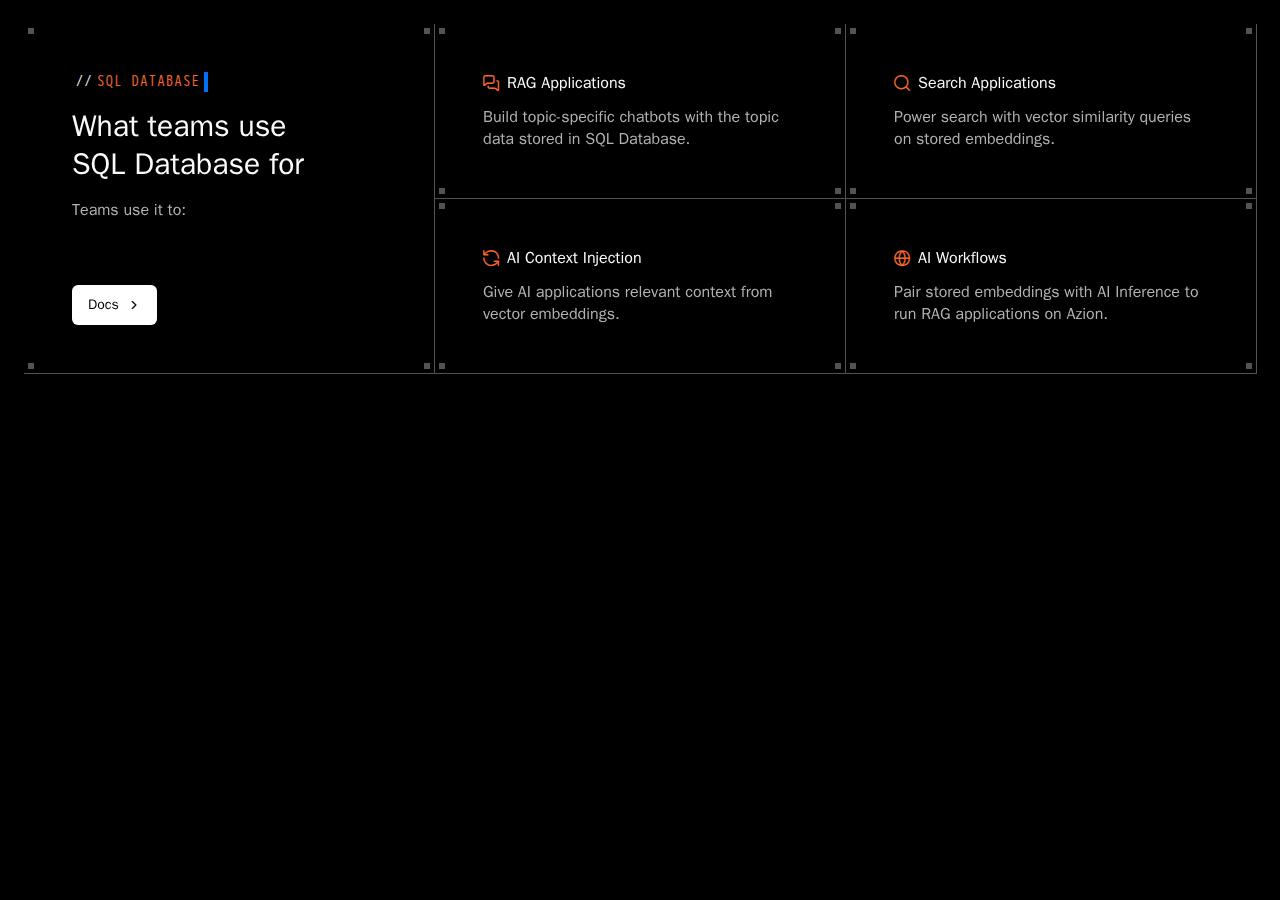 // SQL DATABASE
What teams use
SQL Database for
Teams use it to:
Docs
RAG Applications
Build topic-specific chatbots with the topic
data stored in SQL Database.
Search Applications
Power search with vector similarity queries
on stored embeddings.
AI Context Injection
Give AI applications relevant context from
vector embeddings.
AI Workflows
Pair stored embeddings with AI Inference to
run RAG applications on Azion.